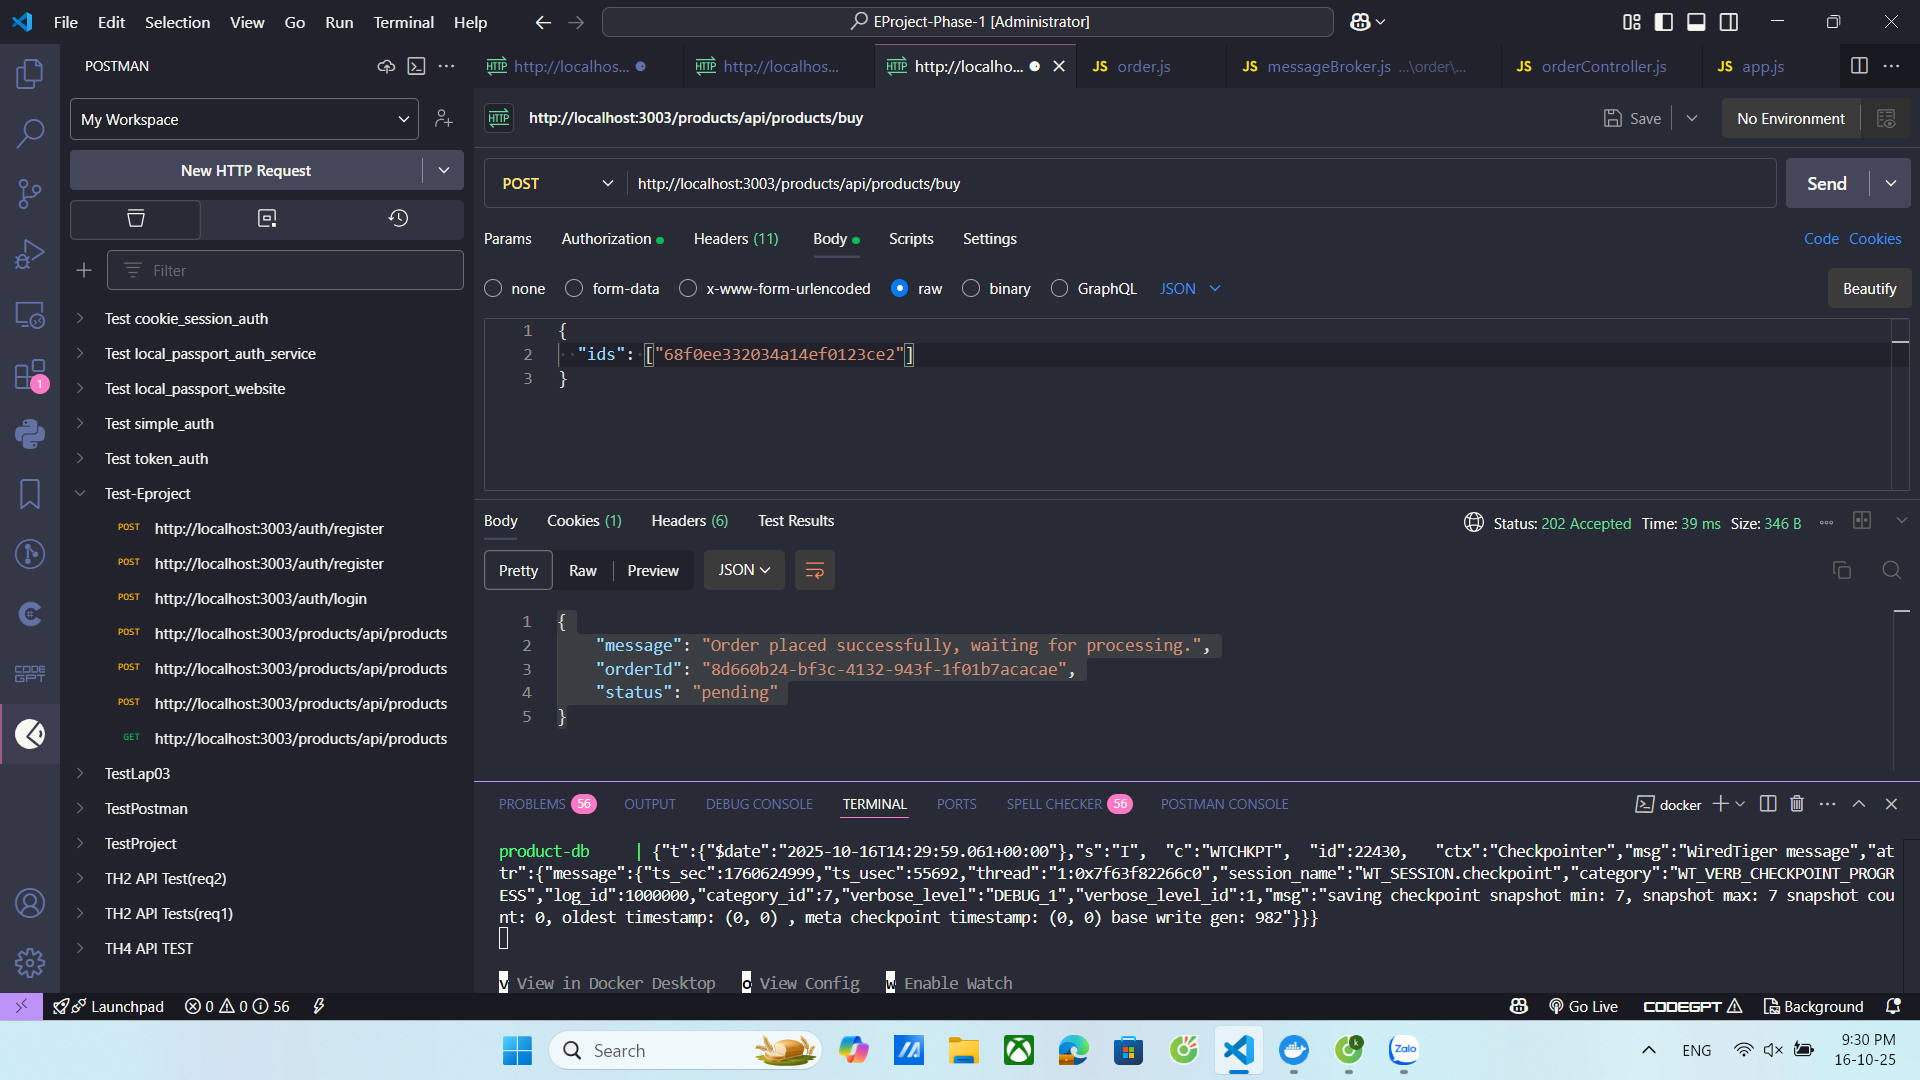 File Edit Selection View Go Run Terminal Help
EProject-Phase-1 [Administrator]
POSTMAN
http://localhos...
http://localhos...
http://localho...
JS order.js
JS messageBroker.js ...\order\...
JS orderController.js
JS app.js
My Workspace
HTTP http://localhost:3003/products/api/products/buy
Save
No Environment
New HTTP Request
POST
http://localhost:3003/products/api/products/buy
Send
Params Authorization Headers (11) Body Scripts Settings
Code Cookies
Filter
none form-data x-www-form-urlencoded raw binary GraphQL JSON
Beautify
1 {
2 "ids": ["68f0ee332034a14ef0123ce2"]
3 }
Test cookie_session_auth
Test local_passport_auth_service
Test local_passport_website
Test simple_auth
Test token_auth
Test-Eproject
POST http://localhost:3003/auth/register
POST http://localhost:3003/auth/register
POST http://localhost:3003/auth/login
POST http://localhost:3003/products/api/products
POST http://localhost:3003/products/api/products
POST http://localhost:3003/products/api/products
GET http://localhost:3003/products/api/products
TestLap03
TestPostman
TestProject
TH2 API Test(req2)
TH2 API Tests(req1)
TH4 API TEST
1
CODE
GPT
Body Cookies (1) Headers (6) Test Results
Status: 202 Accepted Time: 39 ms Size: 346 B
Pretty Raw Preview JSON
1 {
2 "message": "Order placed successfully, waiting for processing.",
3 "orderId": "8d660b24-bf3c-4132-943f-1f01b7acacae",
4 "status": "pending"
5 }
PROBLEMS 56 OUTPUT DEBUG CONSOLE TERMINAL PORTS SPELL CHECKER 56 POSTMAN CONSOLE
docker
product-db | {"t":{"$date":"2025-10-16T14:29:59.061+00:00"},"s":"I", "c":"WTCHKPT", "id":22430, "ctx":"Checkpointer","msg":"WiredTiger message","at
tr":{"message":{"ts_sec":1760624999,"ts_usec":55692,"thread":"1:0x7f63f82266c0","session_name":"WT_SESSION.checkpoint","category":"WT_VERB_CHECKPOINT_PROGR
ESS","log_id":1000000,"category_id":7,"verbose_level":"DEBUG_1","verbose_level_id":1,"msg":"saving checkpoint snapshot min: 7, snapshot max: 7 snapshot cou
nt: 0, oldest timestamp: (0, 0) , meta checkpoint timestamp: (0, 0) base write gen: 982"}}}
v View in Docker Desktop o View Config w Enable Watch
Launchpad 0 0 56
Go Live CODEGPT Background
Search
Zalo
ENG
9:30 PM
16-10-25